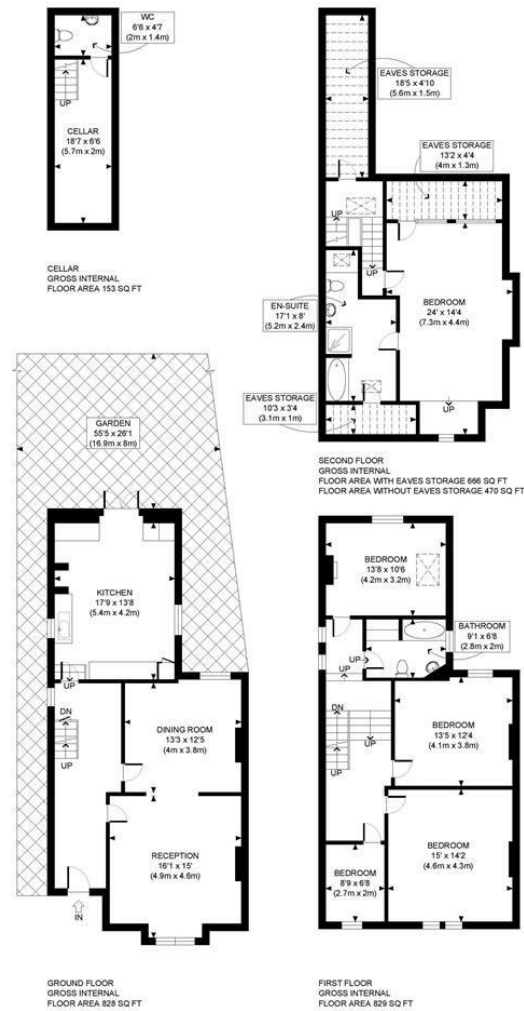 WC
6'6 x 4'7
(2m x 1.4m)
UP
CELLAR
18'7 x 6'6
(5.7m x 2m)
CELLAR
GROSS INTERNAL
FLOOR AREA 153 SQ FT
EAVES STORAGE
18'5 x 4'10
(5.6m x 1.5m)
EAVES STORAGE
13'2 x 4'4
(4m x 1.3m)
UP
UP
BEDROOM
24' x 14'4
(7.3m x 4.4m)
EN-SUITE
17'1 x 8'
(5.2m x 2.4m)
EAVES STORAGE
10'3 x 3'4
(3.1m x 1m)
UP
SECOND FLOOR
GROSS INTERNAL
FLOOR AREA WITH EAVES STORAGE 666 SQ FT
FLOOR AREA WITHOUT EAVES STORAGE 470 SQ FT
GARDEN
55'5 x 26'1
(16.9m x 8m)
KITCHEN
17'9 x 13'8
(5.4m x 4.2m)
UP
DN
UP
DINING ROOM
13'3 x 12'5
(4m x 3.8m)
RECEPTION
16'1 x 15'
(4.9m x 4.6m)
IN
GROUND FLOOR
GROSS INTERNAL
FLOOR AREA 828 SQ FT
BEDROOM
13'8 x 10'6
(4.2m x 3.2m)
BATHROOM
9'1 x 6'8
(2.8m x 2m)
UP
UP
DN
UP
UP
BEDROOM
13'5 x 12'4
(4.1m x 3.8m)
BEDROOM
15' x 14'2
(4.6m x 4.3m)
BEDROOM
8'9 x 6'8
(2.7m x 2m)
FIRST FLOOR
GROSS INTERNAL
FLOOR AREA 829 SQ FT